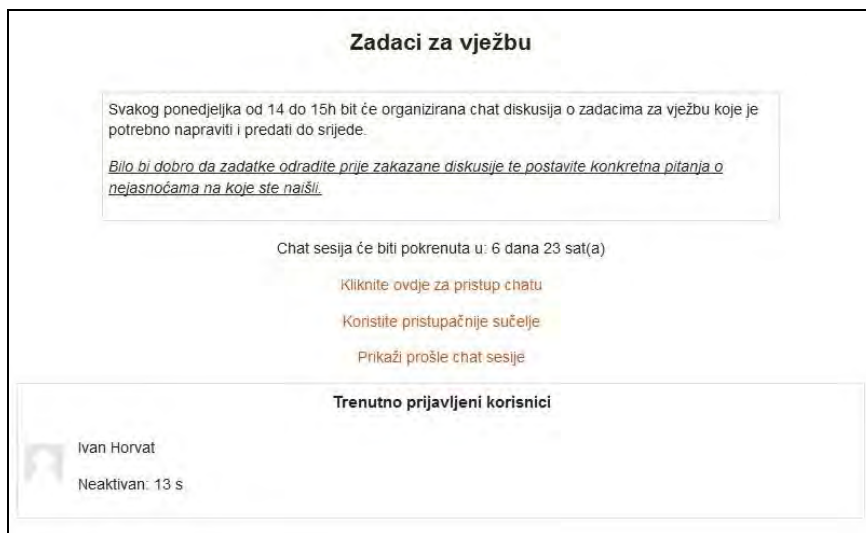 Zadaci za vježbu
Svakog ponedjeljka od 14 do 15h bit će organizirana chat diskusija o zadacima za vježbu koje je
potrebno napraviti i predati do srijede.
Bilo bi dobro da zadatke odradite prije zakazane diskusije te postavite konkretna pitanja o
nejasnoćama na koje ste naišli.
Chat sesija će biti pokrenuta u: 6 dana 23 sat(a)
Kliknite ovdje za pristup chatu
Koristite pristupačnije sučelje
Prikaži prošle chat sesije
Trenutno prijavljeni korisnici
Ivan Horvat
Neaktivan: 13 s